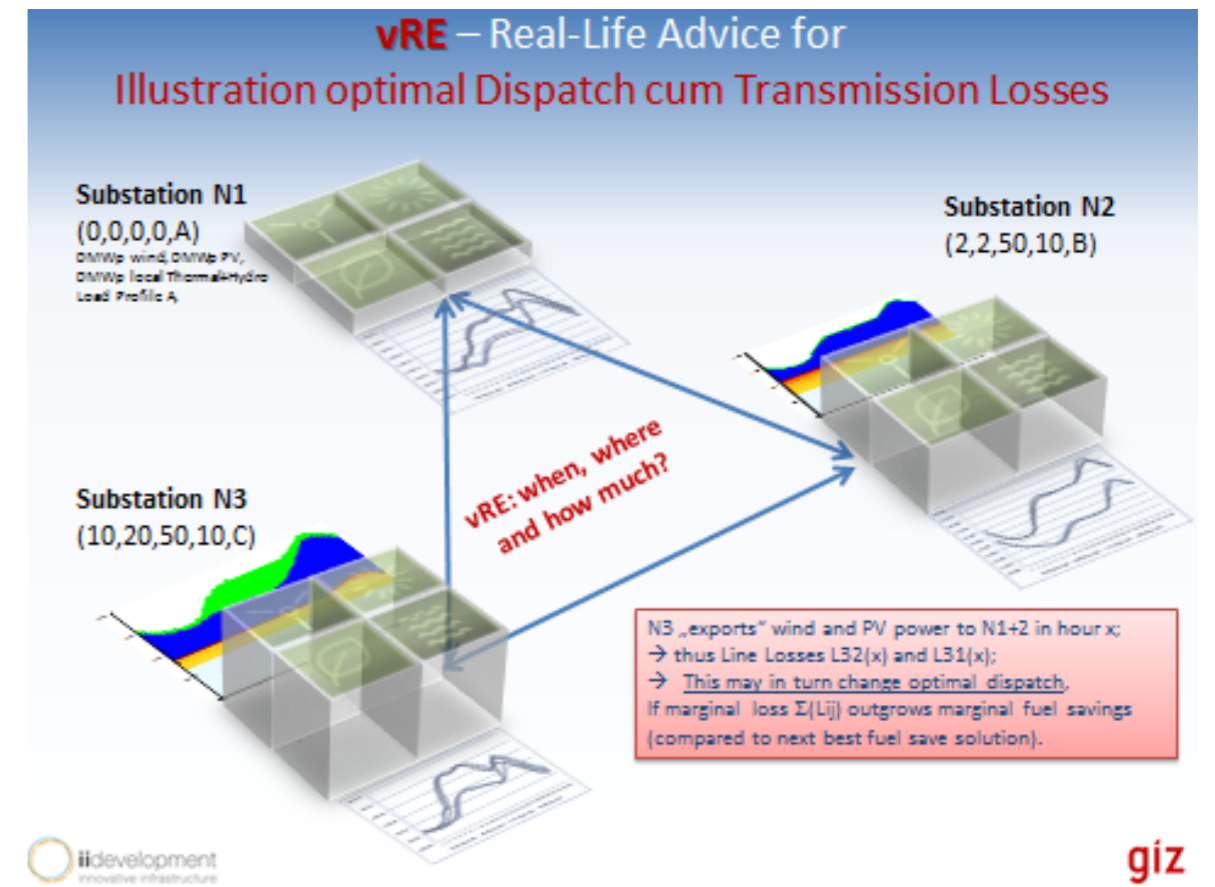 vRE – Real-Life Advice for
Illustration optimal Dispatch cum Transmission Losses
Substation N1
(0,0,0,0,A)
0MWp wind, 0MWp PV,
0MWp local Thermal+Hydro
Load Profile A,
Substation N2
(2,2,50,10,B)
vRE: when, where
and how much?
Substation N3
(10,20,50,10,C)
N3 „exports“ wind and PV power to N1+2 in hour x;
→ thus Line Losses L32(x) and L31(x);
→ This may in turn change optimal dispatch,
If marginal loss Σ(Lij) outgrows marginal fuel savings
(compared to next best fuel save solution).
iidevelopment
innovative infrastructure
giz